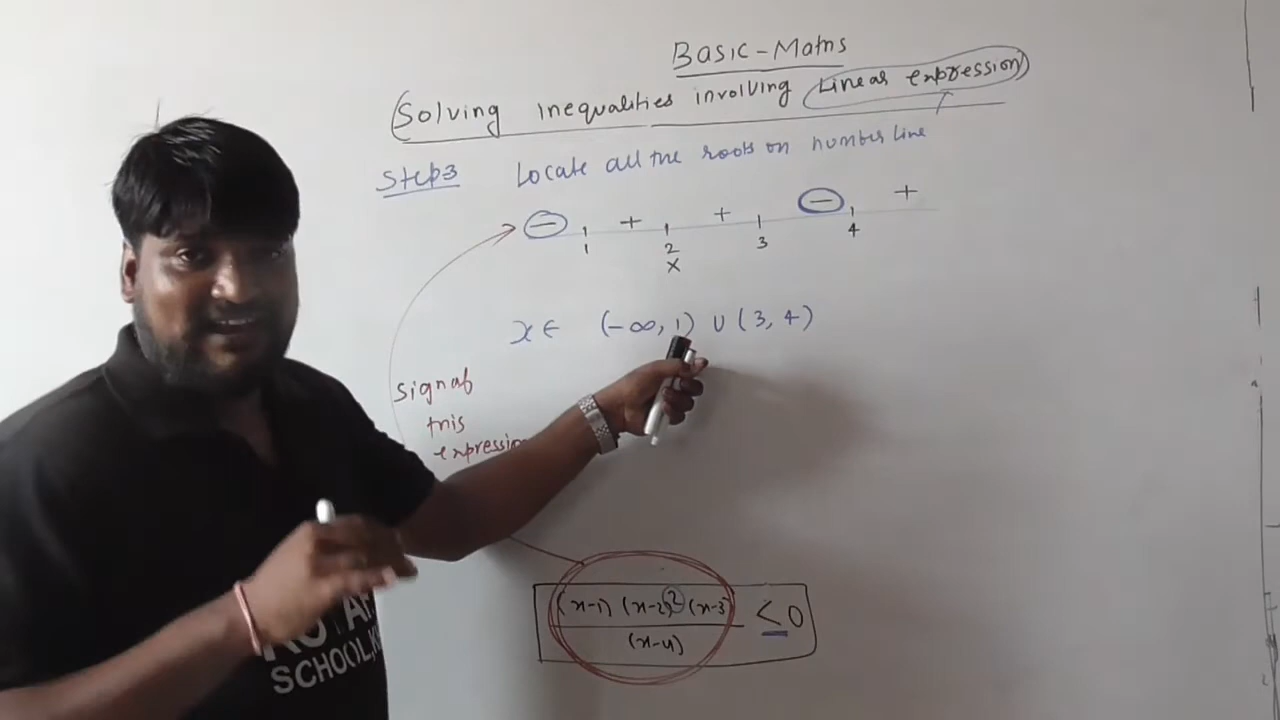 Basic-Maths
(Solving inequalities involving Linear expression)
Step3 Locate all the roots on number line
− + + − +
1 2 3 4
X
x ∈ (-∞, 1) ∪ (3, 4)
sign of
this
expression
(x-1) (x-2)² (x-3)
≤ 0
(x-4)
SCHOOL,K